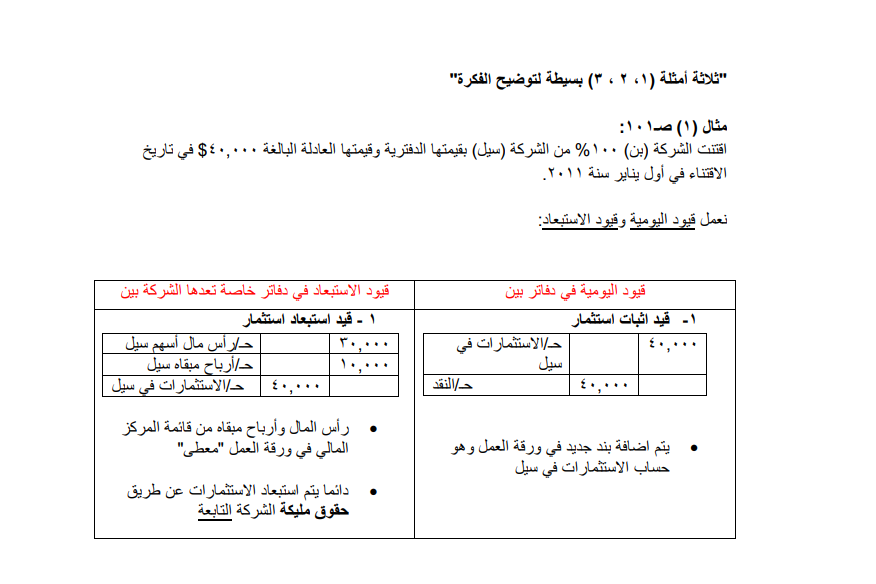 "ثلاثة أمثلة (١، ٢ ، ٣) بسيطة لتوضيح الفكرة"
مثال (١) صـ١٠١:
اقتنت الشركة (بن) ١٠٠% من الشركة (سيل) بقيمتها الدفترية وقيمتها العادلة البالغة ٤٠,٠٠٠$ في تاريخ
الاقتناء في أول يناير سنة ٢٠١١.
نعمل قيود اليومية وقيود الاستبعاد:
قيود اليومية في دفاتر بين
١- قيد اثبات استثمار
٤٠,٠٠٠ حـ/الاستثمارات في
سيل
٤٠,٠٠٠ حـ/النقد
• يتم اضافة بند جديد في ورقة العمل وهو
حساب الاستثمارات في سيل
قيود الاستبعاد في دفاتر خاصة تعدها الشركة بين
١ - قيد استبعاد استثمار
٣٠,٠٠٠ حـ/رأس مال أسهم سيل
١٠,٠٠٠ حـ/أرباح مبقاه سيل
٤٠,٠٠٠ حـ/الاستثمارات في سيل
• رأس المال وأرباح مبقاه من قائمة المركز
المالي في ورقة العمل "معطى"
• دائما يتم استبعاد الاستثمارات عن طريق
حقوق مليكة الشركة التابعة